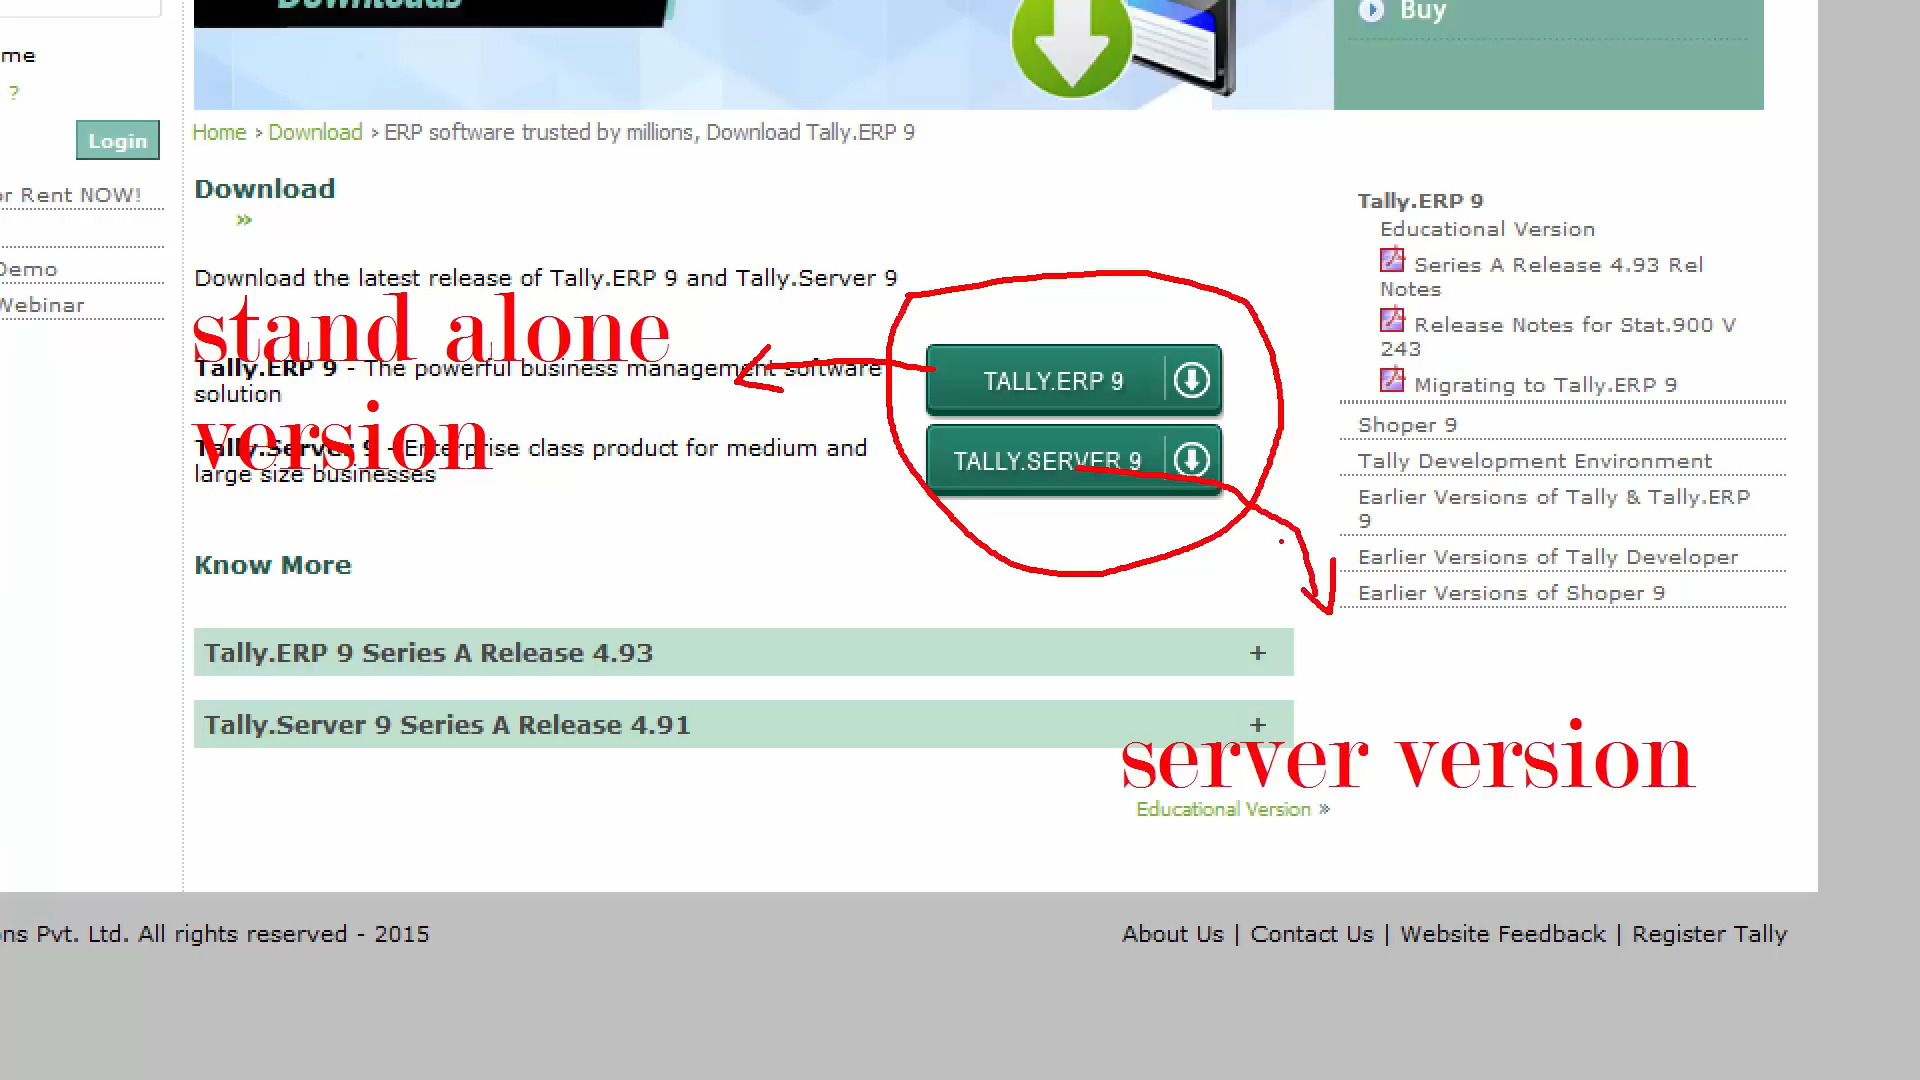 Downloads
Buy
me
?
Login
or Rent NOW!
Demo
Webinar
Home > Download > ERP software trusted by millions, Download Tally.ERP 9
Download
»
Download the latest release of Tally.ERP 9 and Tally.Server 9
stand alone
Tally.ERP 9 - The powerful business management software
solution
version
Tally.Server 9 - Enterprise class product for medium and
large size businesses
TALLY.ERP 9
TALLY.SERVER 9
Know More
Tally.ERP 9 Series A Release 4.93 +
Tally.Server 9 Series A Release 4.91 +
server version
Educational Version »
Tally.ERP 9
Educational Version
Series A Release 4.93 Rel
Notes
Release Notes for Stat.900 V
243
Migrating to Tally.ERP 9
Shoper 9
Tally Development Environment
Earlier Versions of Tally & Tally.ERP
9
Earlier Versions of Tally Developer
Earlier Versions of Shoper 9
ons Pvt. Ltd. All rights reserved - 2015
About Us | Contact Us | Website Feedback | Register Tally